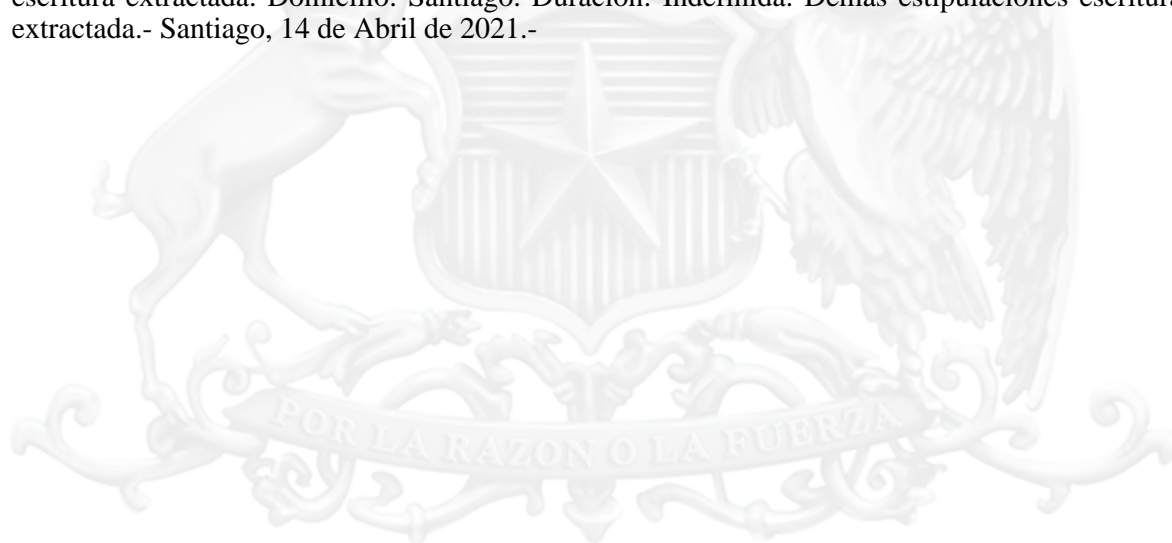 escritura extractada. Domicilio: Santiago. Duración: Indefinida. Demás estipulaciones escritura
extractada.- Santiago, 14 de Abril de 2021.-
POR LA RAZON O LA FUERZA